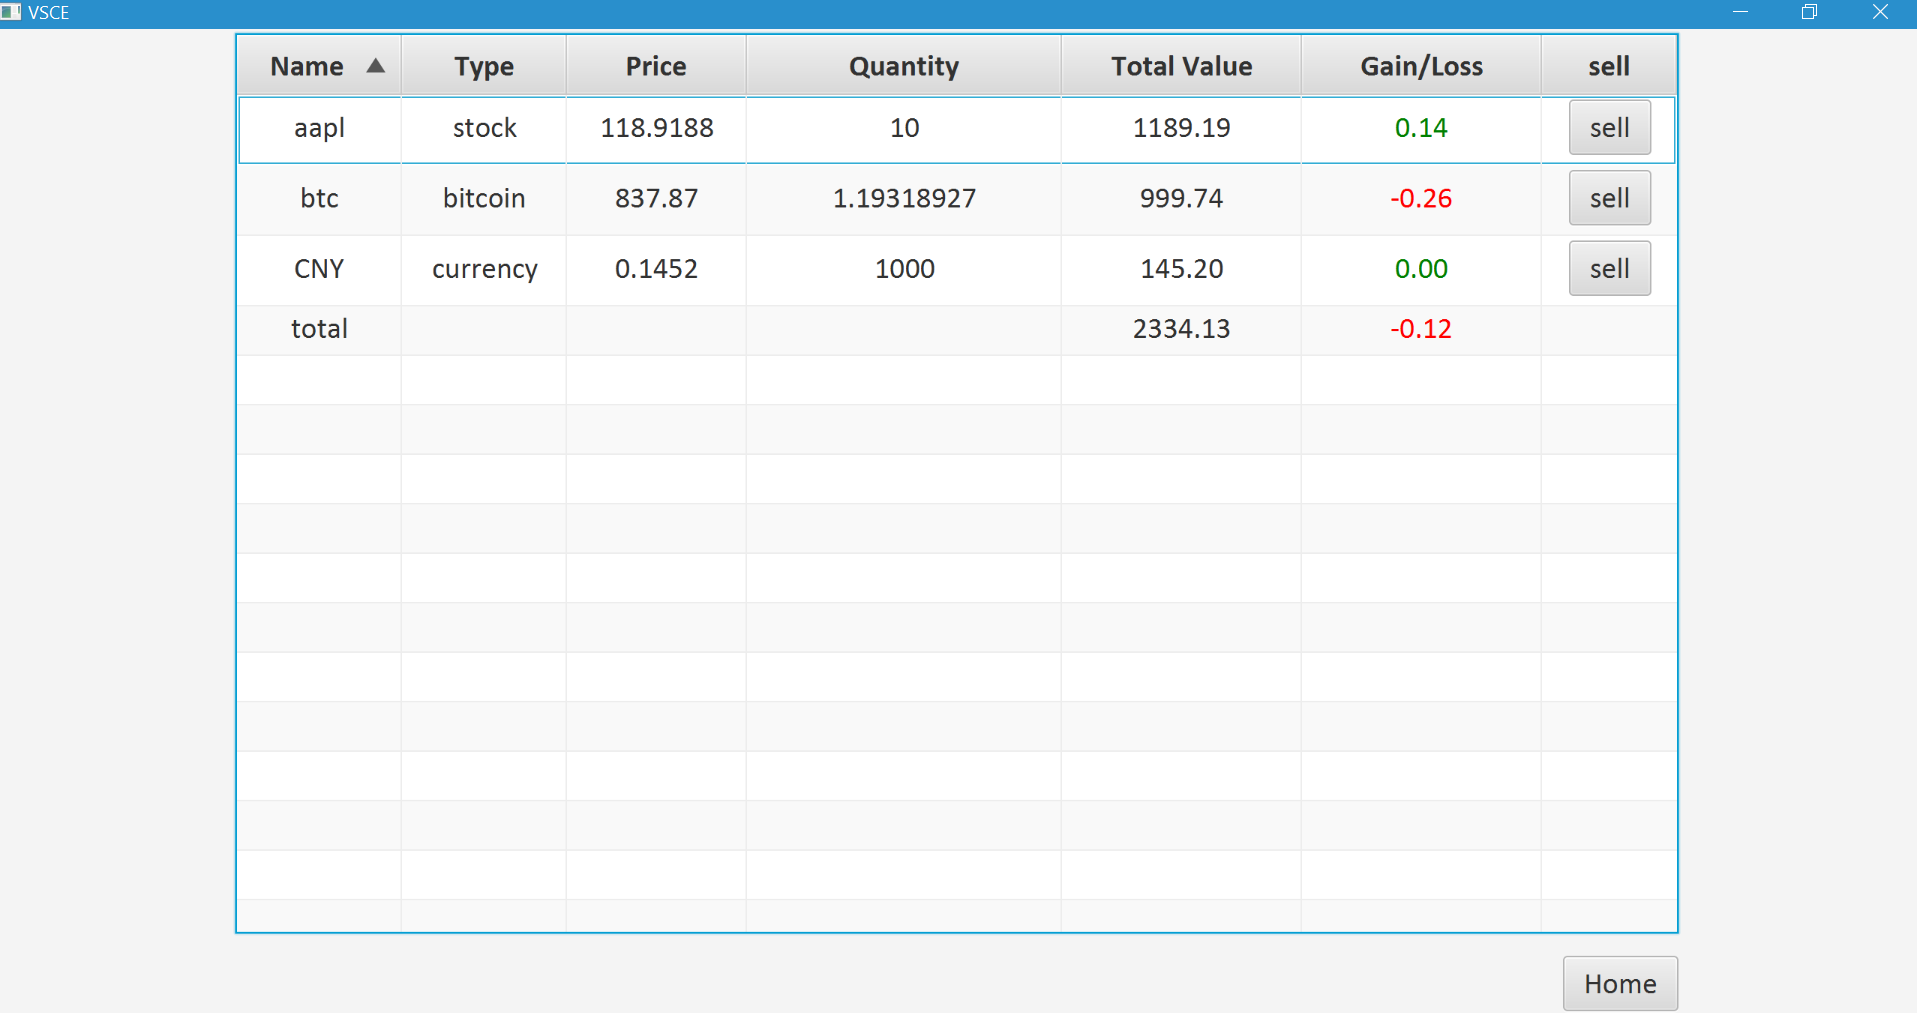 VSCE
Name Type Price Quantity Total Value Gain/Loss sell
aapl stock 118.9188 10 1189.19 0.14 sell
btc bitcoin 837.87 1.19318927 999.74 -0.26 sell
CNY currency 0.1452 1000 145.20 0.00 sell
total 2334.13 -0.12
Home